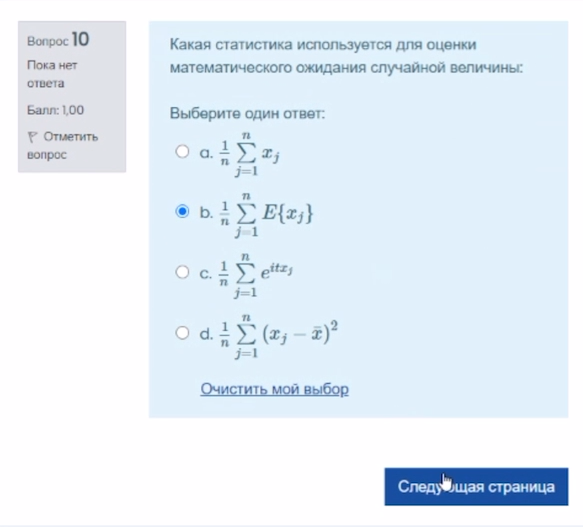 Вопрос 10
Пока нет
ответа
Балл: 1,00
Отметить
вопрос
Какая статистика используется для оценки
математического ожидания случайной величины:
Выберите один ответ:
a. \frac{1}{n} \sum_{j=1}^{n} x_j
b. \frac{1}{n} \sum_{j=1}^{n} E\{x_j\}
c. \frac{1}{n} \sum_{j=1}^{n} e^{itx_j}
d. \frac{1}{n} \sum_{j=1}^{n} (x_j - \bar{x})^2
Очистить мой выбор
Следующая страница